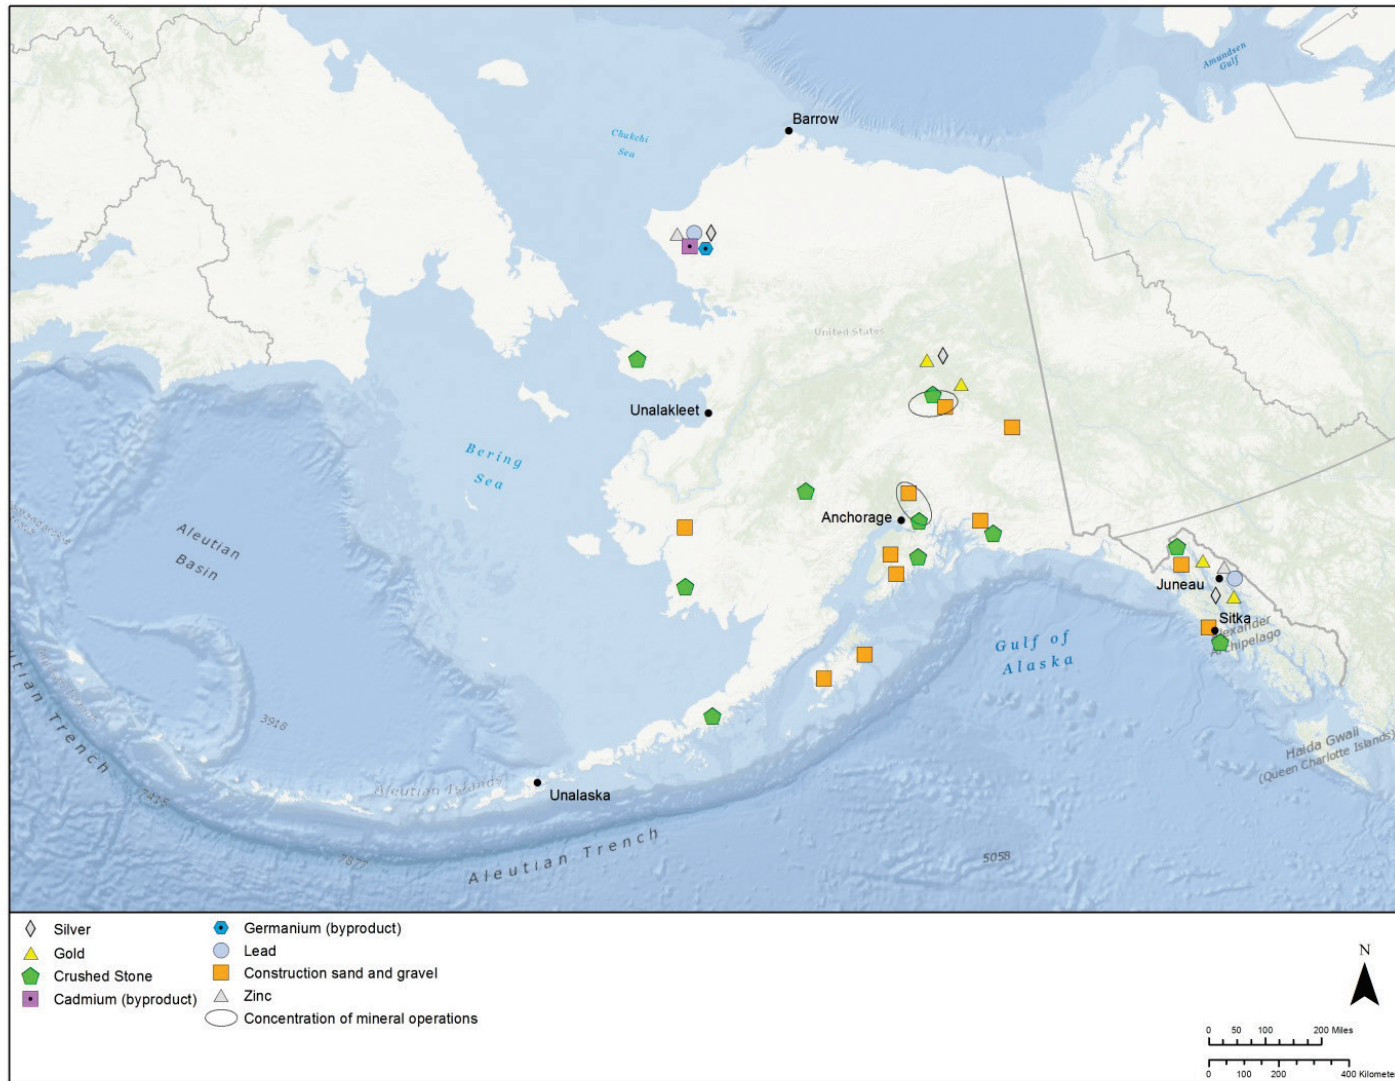 Russia
Amundsen
Gulf
Barrow
Chukchi
Sea
United States
Unalakleet
Bering
Sea
Anchorage
Aleutian
Basin
Juneau
Sitka
Alexander
Archipelago
Gulf of
Alaska
3918
Haida Gwaii
(Queen Charlotte Islands)
Aleutian Trench
Aleutian Islands
Unalaska
7415
7877
Aleutian Trench
5058
Silver
Gold
Crushed Stone
Cadmium (byproduct)
Germanium (byproduct)
Lead
Construction sand and gravel
Zinc
Concentration of mineral operations
N
0 50 100 200 Miles
0 100 200 400 Kilometers